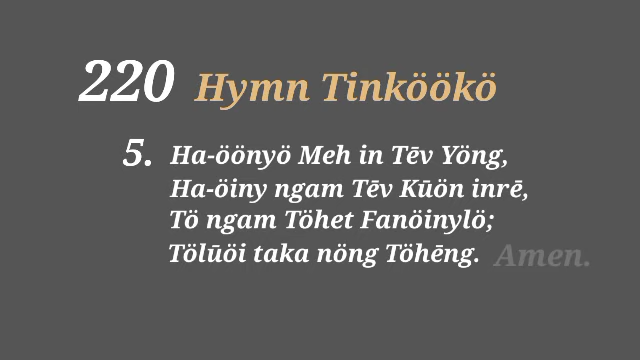 220 Hymn Tinköökö
5. Ha-öönyö Meh in Tēv Yöng,
Ha-öiny ngam Tēv Kūön inrē,
Tö ngam Töhet Fanöinylö;
Tölūöi taka nöng Töhēng. Amen.